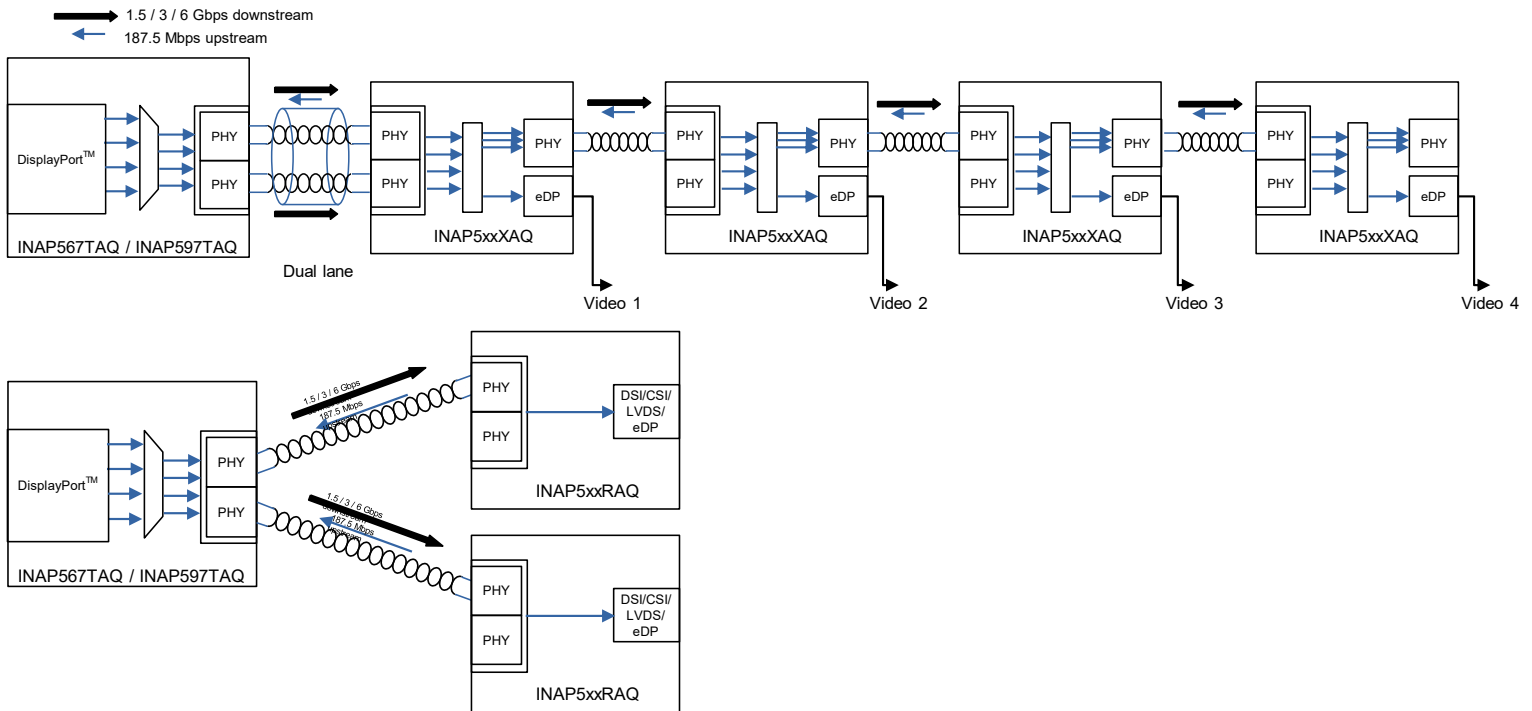 1.5 / 3 / 6 Gbps downstream
187.5 Mbps upstream
DisplayPort™
PHY
PHY
INAP567TAQ / INAP597TAQ
Dual lane
PHY
PHY
PHY
eDP
INAP5xxXAQ
Video 1
PHY
PHY
PHY
eDP
INAP5xxXAQ
Video 2
PHY
PHY
PHY
eDP
INAP5xxXAQ
Video 3
PHY
PHY
PHY
eDP
INAP5xxXAQ
Video 4
DisplayPort™
PHY
PHY
INAP567TAQ / INAP597TAQ
1.5 / 3 / 6 Gbps
downstream
187.5 Mbps
upstream
PHY
PHY
DSI/CSI/
LVDS/
eDP
INAP5xxRAQ
1.5 / 3 / 6 Gbps
downstream
187.5 Mbps
upstream
PHY
PHY
DSI/CSI/
LVDS/
eDP
INAP5xxRAQ